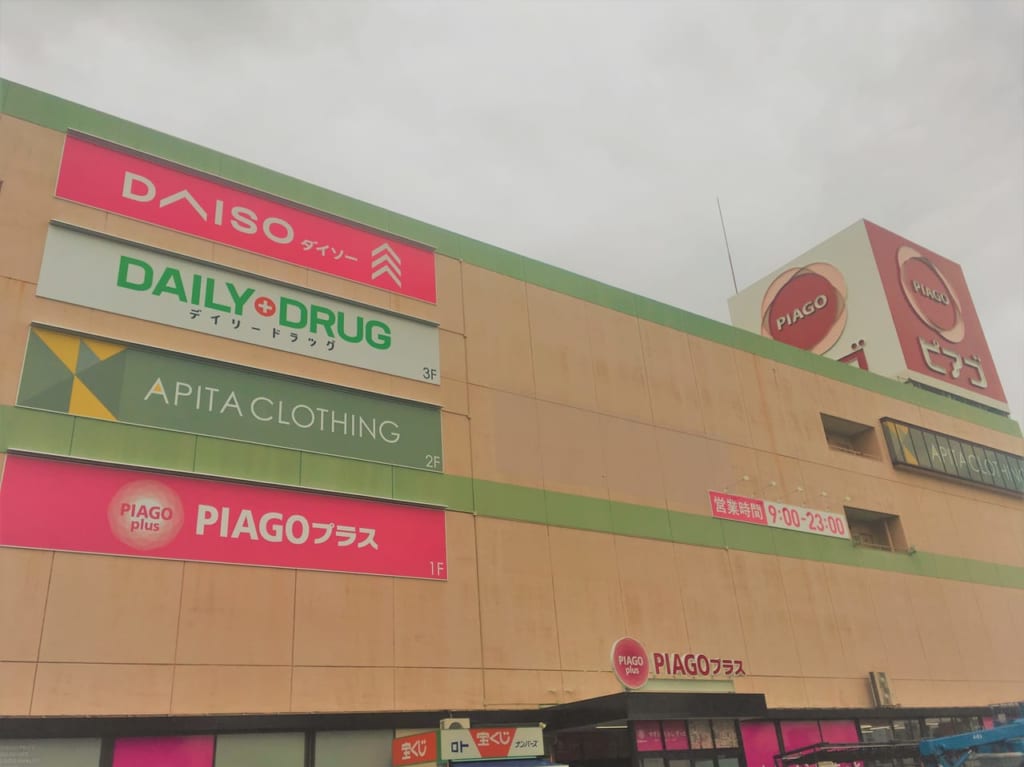 DAISO ダイソー
DAILY DRUG
デイリードラッグ
3F
APITA CLOTHING
2F
PIAGO
plus
PIAGOプラス
1F
PIAGO
PIAGO
ピアゴ
APITA CLOTHING
営業時間 9:00-23:00
PIAGO
plus
PIAGOプラス
宝くじ
ロト 宝くじ ナンバーズ